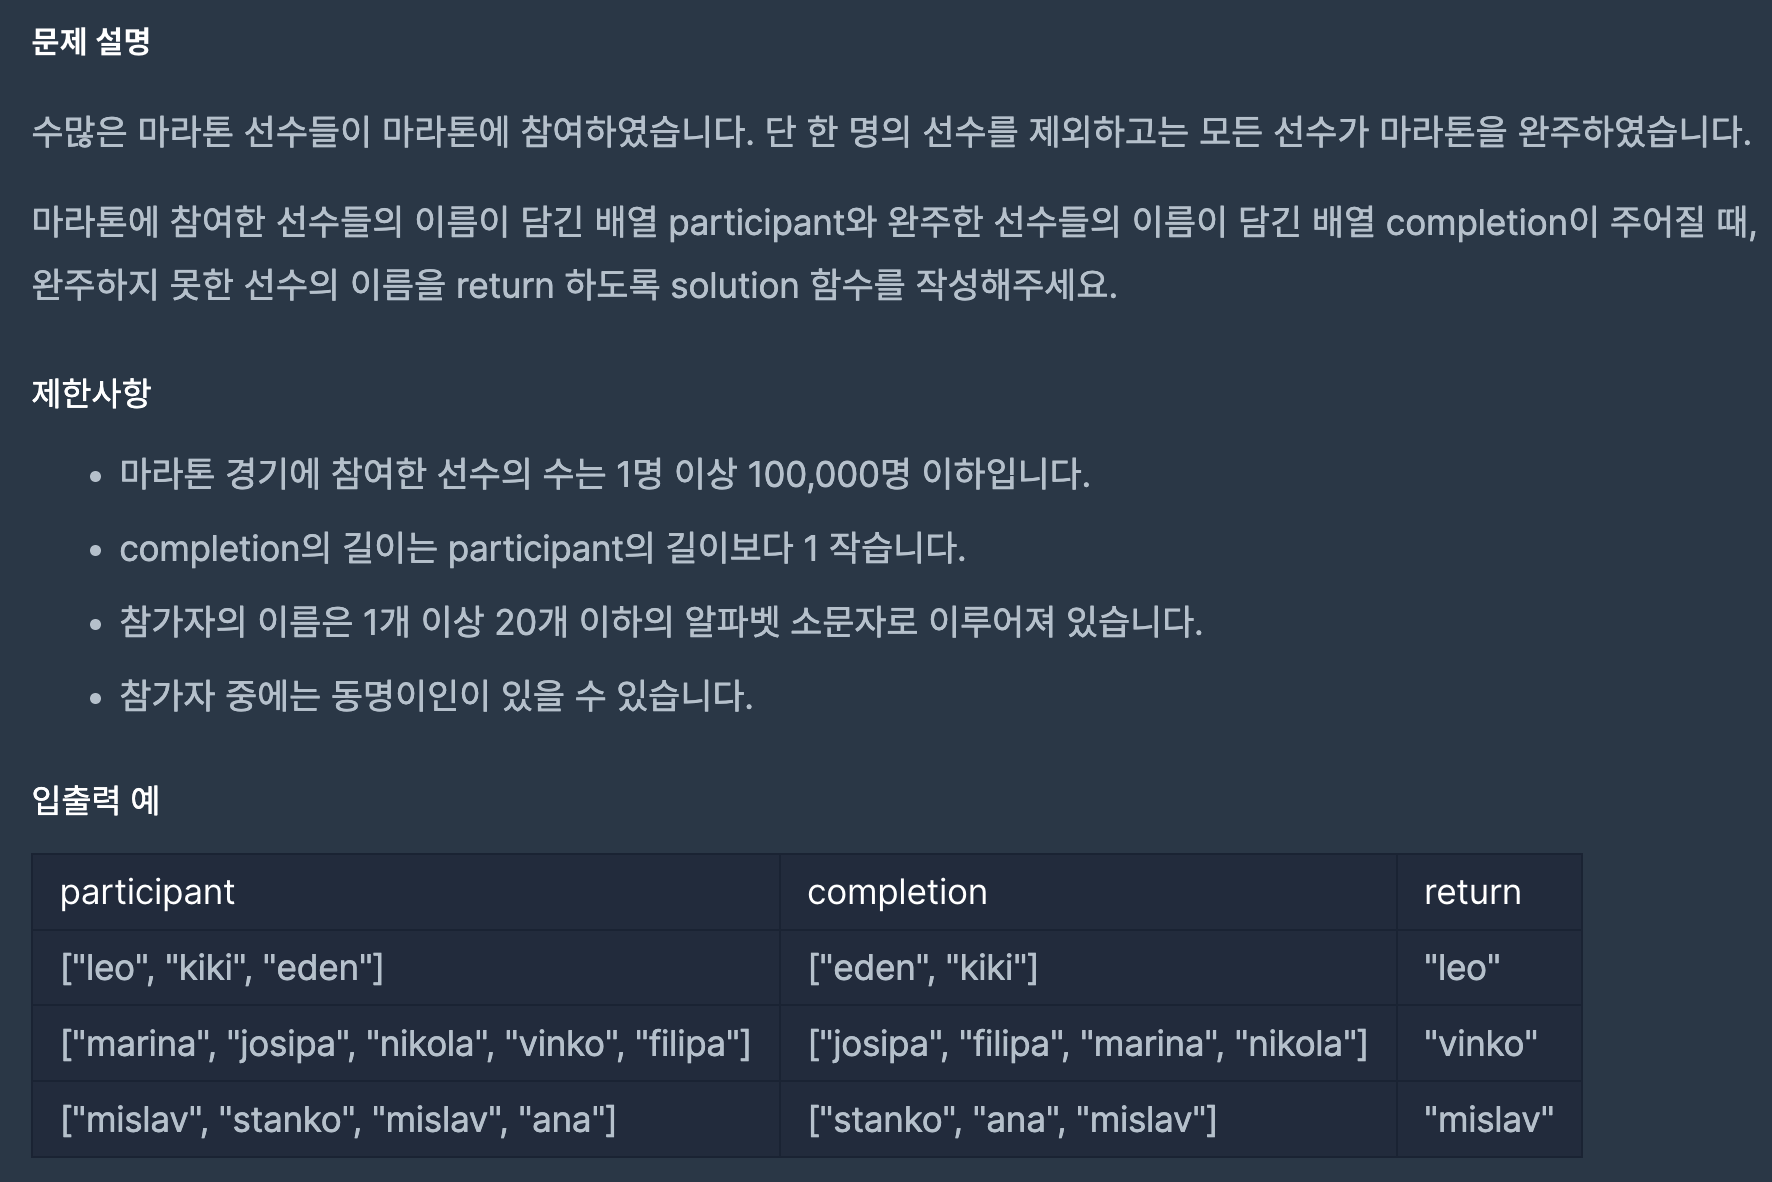 문제 설명
수많은 마라톤 선수들이 마라톤에 참여하였습니다. 단 한 명의 선수를 제외하고는 모든 선수가 마라톤을 완주하였습니다.
마라톤에 참여한 선수들의 이름이 담긴 배열 participant와 완주한 선수들의 이름이 담긴 배열 completion이 주어질 때,
완주하지 못한 선수의 이름을 return 하도록 solution 함수를 작성해주세요.
제한사항
• 마라톤 경기에 참여한 선수의 수는 1명 이상 100,000명 이하입니다.
• completion의 길이는 participant의 길이보다 1 작습니다.
• 참가자의 이름은 1개 이상 20개 이하의 알파벳 소문자로 이루어져 있습니다.
• 참가자 중에는 동명이인이 있을 수 있습니다.
입출력 예
participant completion return
["leo", "kiki", "eden"] ["eden", "kiki"] "leo"
["marina", "josipa", "nikola", "vinko", "filipa"] ["josipa", "filipa", "marina", "nikola"] "vinko"
["mislav", "stanko", "mislav", "ana"] ["stanko", "ana", "mislav"] "mislav"